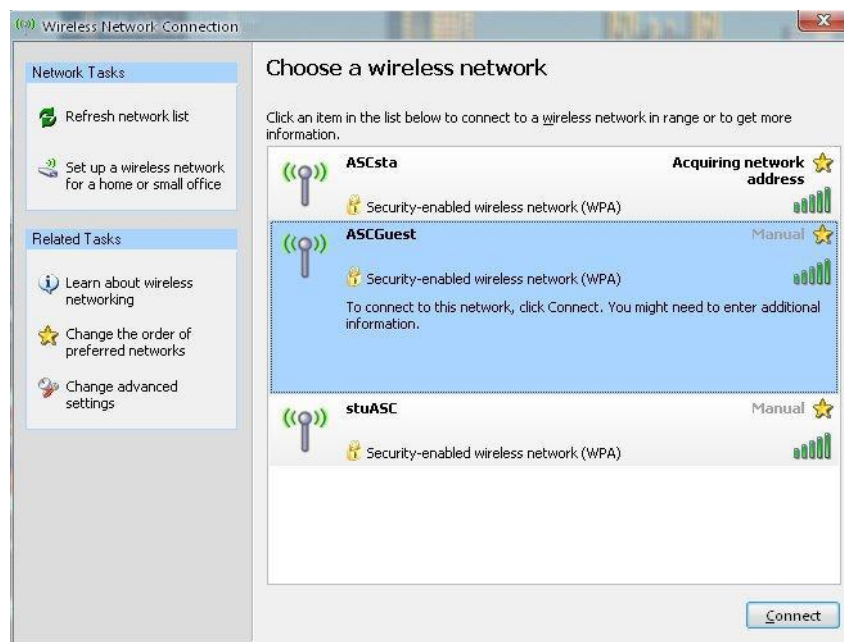 Wireless Network Connection
Network Tasks
Refresh network list
Set up a wireless network
for a home or small office
Related Tasks
Learn about wireless
networking
Change the order of
preferred networks
Change advanced
settings
Choose a wireless network
Click an item in the list below to connect to a wireless network in range or to get more
information.
ASCsta
Acquiring network
address
Security-enabled wireless network (WPA)
ASCGuest
Manual
Security-enabled wireless network (WPA)
To connect to this network, click Connect. You might need to enter additional
information.
stuASC
Manual
Security-enabled wireless network (WPA)
Connect